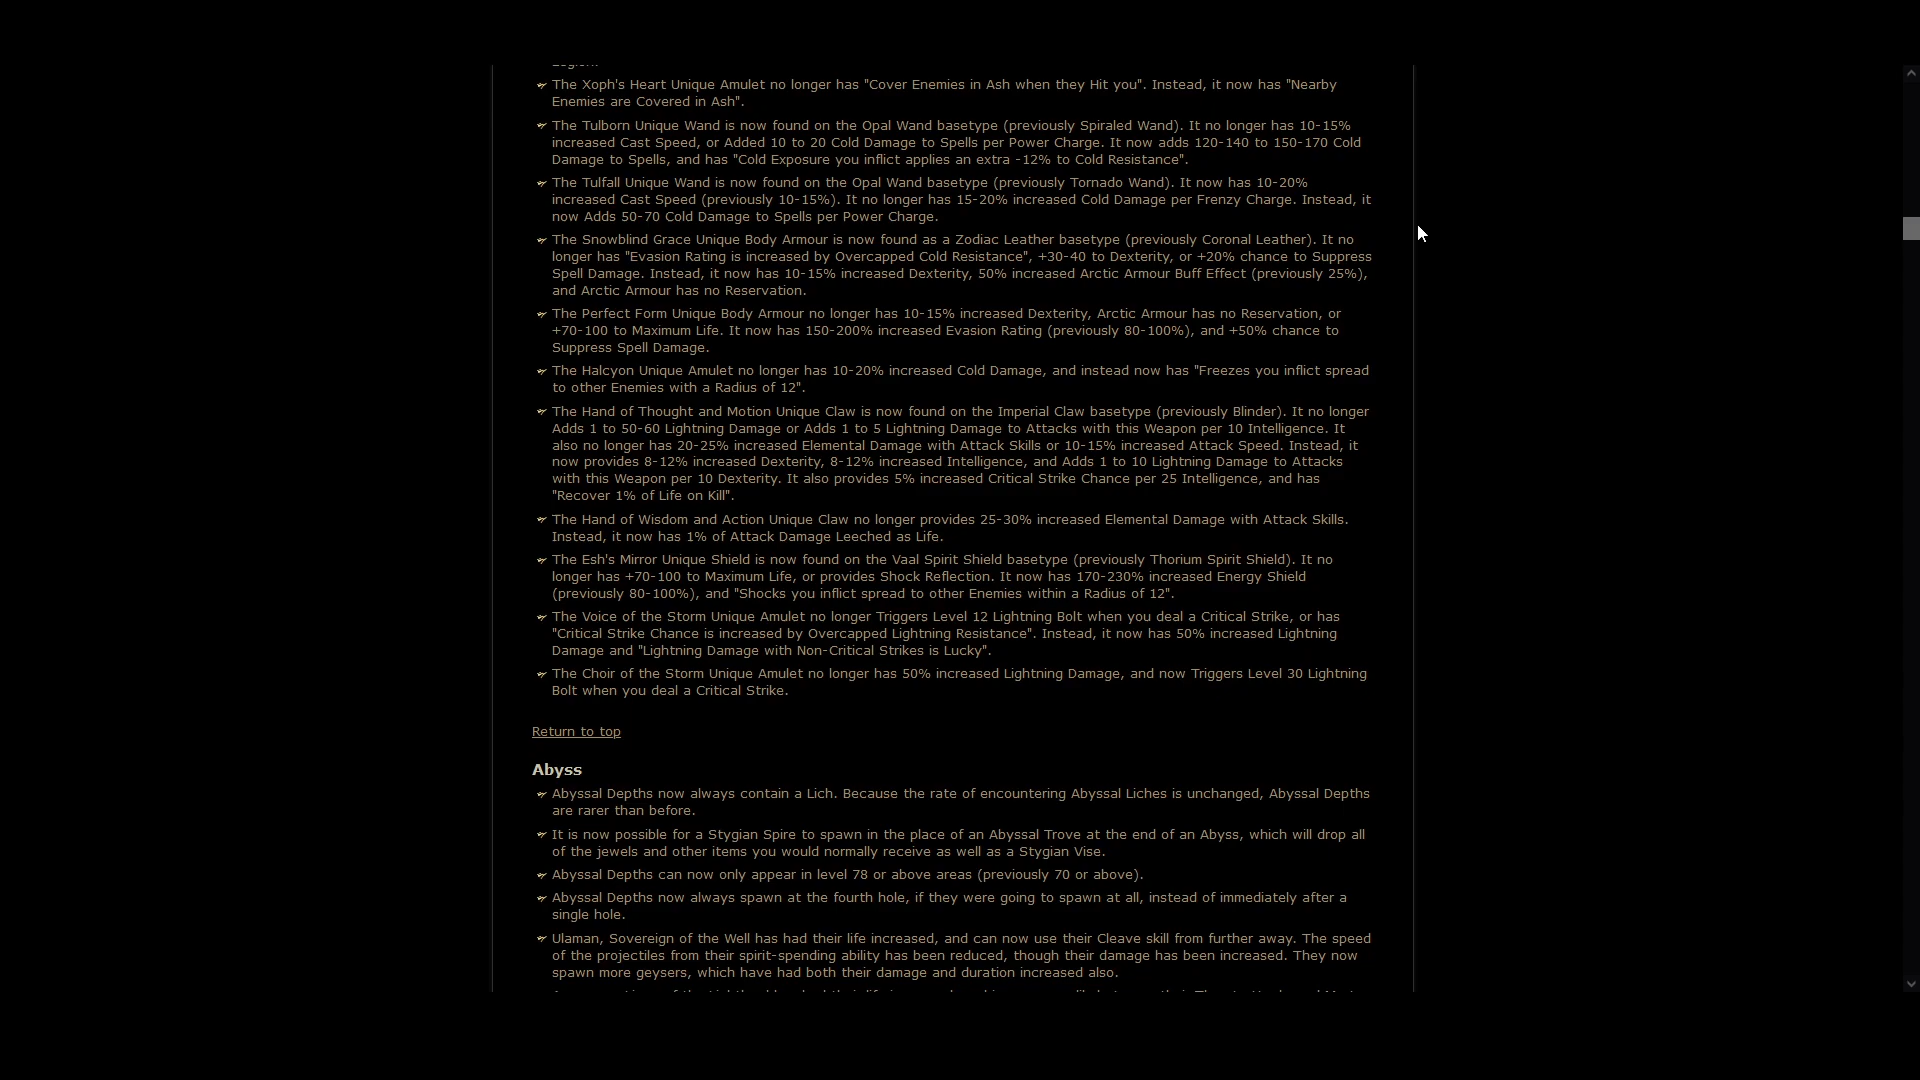 The Xoph's Heart Unique Amulet no longer has "Cover Enemies in Ash when they Hit you". Instead, it now has "Nearby
Enemies are Covered in Ash".
The Tulborn Unique Wand is now found on the Opal Wand basetype (previously Spiraled Wand). It no longer has 10-15%
increased Cast Speed, or Added 10 to 20 Cold Damage to Spells per Power Charge. It now adds 120-140 to 150-170 Cold
Damage to Spells, and has "Cold Exposure you inflict applies an extra -12% to Cold Resistance".
The Tulfall Unique Wand is now found on the Opal Wand basetype (previously Tornado Wand). It now has 10-20%
increased Cast Speed (previously 10-15%). It no longer has 15-20% increased Cold Damage per Frenzy Charge. Instead, it
now Adds 50-70 Cold Damage to Spells per Power Charge.
The Snowblind Grace Unique Body Armour is now found as a Zodiac Leather basetype (previously Coronal Leather). It no
longer has "Evasion Rating is increased by Overcapped Cold Resistance", +30-40 to Dexterity, or +20% chance to Suppress
Spell Damage. Instead, it now has 10-15% increased Dexterity, 50% increased Arctic Armour Buff Effect (previously 25%),
and Arctic Armour has no Reservation.
The Perfect Form Unique Body Armour no longer has 10-15% increased Dexterity, Arctic Armour has no Reservation, or
+70-100 to Maximum Life. It now has 150-200% increased Evasion Rating (previously 80-100%), and +50% chance to
Suppress Spell Damage.
The Halcyon Unique Amulet no longer has 10-20% increased Cold Damage, and instead now has "Freezes you inflict spread
to other Enemies with a Radius of 12".
The Hand of Thought and Motion Unique Claw is now found on the Imperial Claw basetype (previously Blinder). It no longer
Adds 1 to 50-60 Lightning Damage or Adds 1 to 5 Lightning Damage to Attacks with this Weapon per 10 Intelligence. It
also no longer has 20-25% increased Elemental Damage with Attack Skills or 10-15% increased Attack Speed. Instead, it
now provides 8-12% increased Dexterity, 8-12% increased Intelligence, and Adds 1 to 10 Lightning Damage to Attacks
with this Weapon per 10 Dexterity. It also provides 5% increased Critical Strike Chance per 25 Intelligence, and has
"Recover 1% of Life on Kill".
The Hand of Wisdom and Action Unique Claw no longer provides 25-30% increased Elemental Damage with Attack Skills.
Instead, it now has 1% of Attack Damage Leeched as Life.
The Esh's Mirror Unique Shield is now found on the Vaal Spirit Shield basetype (previously Thorium Spirit Shield). It no
longer has +70-100 to Maximum Life, or provides Shock Reflection. It now has 170-230% increased Energy Shield
(previously 80-100%), and "Shocks you inflict spread to other Enemies within a Radius of 12".
The Voice of the Storm Unique Amulet no longer Triggers Level 12 Lightning Bolt when you deal a Critical Strike, or has
"Critical Strike Chance is increased by Overcapped Lightning Resistance". Instead, it now has 50% increased Lightning
Damage and "Lightning Damage with Non-Critical Strikes is Lucky".
The Choir of the Storm Unique Amulet no longer has 50% increased Lightning Damage, and now Triggers Level 30 Lightning
Bolt when you deal a Critical Strike.
Return to top
Abyss
Abyssal Depths now always contain a Lich. Because the rate of encountering Abyssal Liches is unchanged, Abyssal Depths
are rarer than before.
It is now possible for a Stygian Spire to spawn in the place of an Abyssal Trove at the end of an Abyss, which will drop all
of the jewels and other items you would normally receive as well as a Stygian Vise.
Abyssal Depths can now only appear in level 78 or above areas (previously 70 or above).
Abyssal Depths now always spawn at the fourth hole, if they were going to spawn at all, instead of immediately after a
single hole.
Ulaman, Sovereign of the Well has had their life increased, and can now use their Cleave skill from further away. The speed
of the projectiles from their spirit-spending ability has been reduced, though their damage has been increased. They now
spawn more geysers, which have had both their damage and duration increased also.